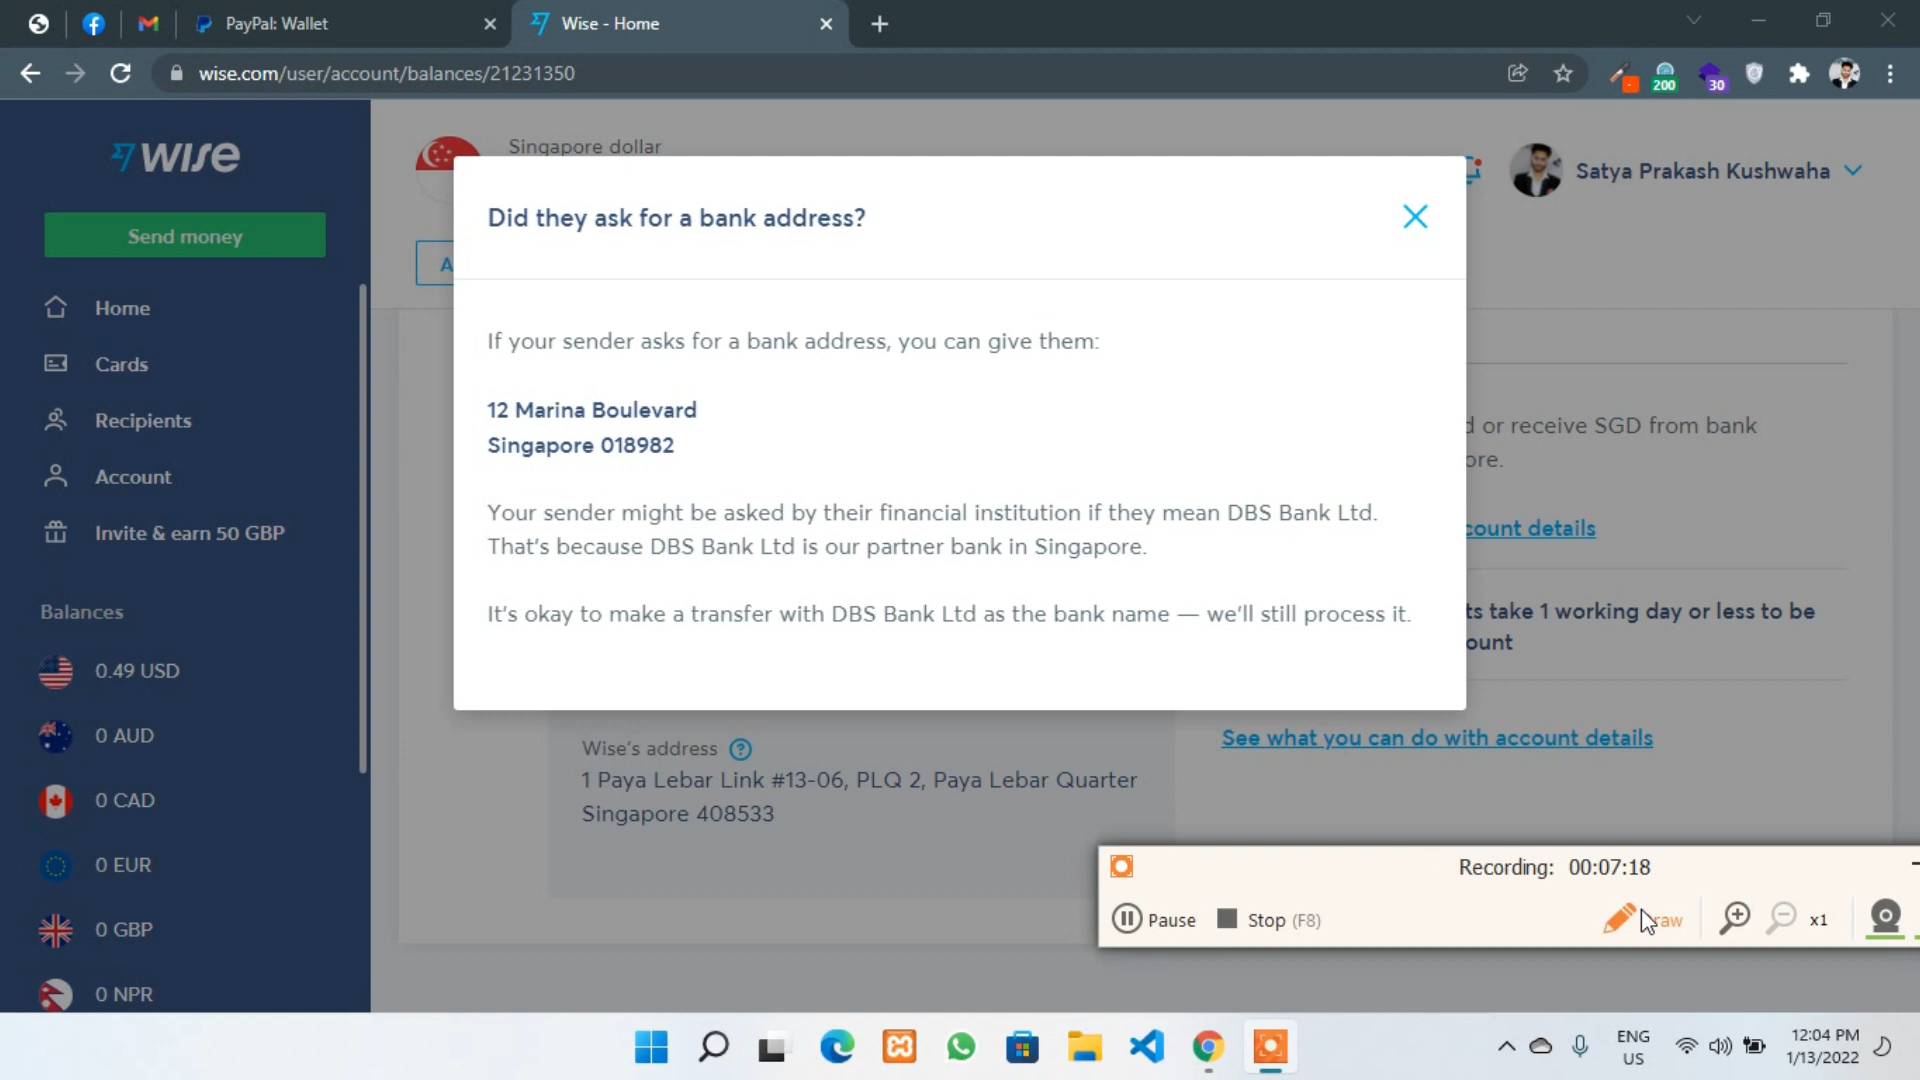 PayPal: Wallet
Wise - Home
wise.com/user/account/balances/21231350
200
30
WISE
Send money
Home
Cards
Recipients
Account
Invite & earn 50 GBP
Balances
0.49 USD
0 AUD
0 CAD
0 EUR
0 GBP
0 NPR
Singapore dollar
Satya Prakash Kushwaha
A
Did they ask for a bank address?
If your sender asks for a bank address, you can give them:
12 Marina Boulevard
Singapore 018982
Your sender might be asked by their financial institution if they mean DBS Bank Ltd.
That's because DBS Bank Ltd is our partner bank in Singapore.
It's okay to make a transfer with DBS Bank Ltd as the bank name — we'll still process it.
d or receive SGD from bank
ore.
count details
ts take 1 working day or less to be
ount
See what you can do with account details
Wise's address ?
1 Paya Lebar Link #13-06, PLQ 2, Paya Lebar Quarter
Singapore 408533
Recording: 00:07:18
Pause
Stop (F8)
raw
x1
ENG
US
12:04 PM
1/13/2022